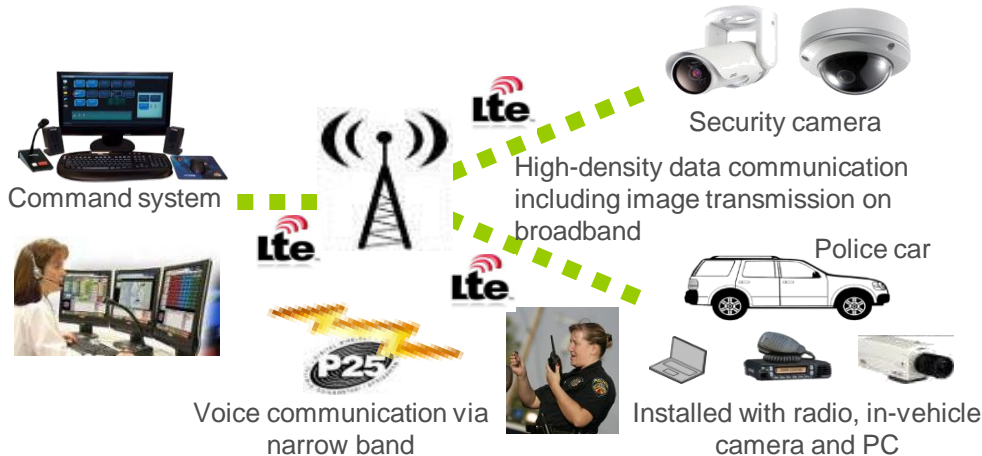 Lte
Security camera
Command system
High-density data communication
including image transmission on
broadband
Lte
Police car
Lte
P25
Voice communication via
narrow band
Installed with radio, in-vehicle
camera and PC